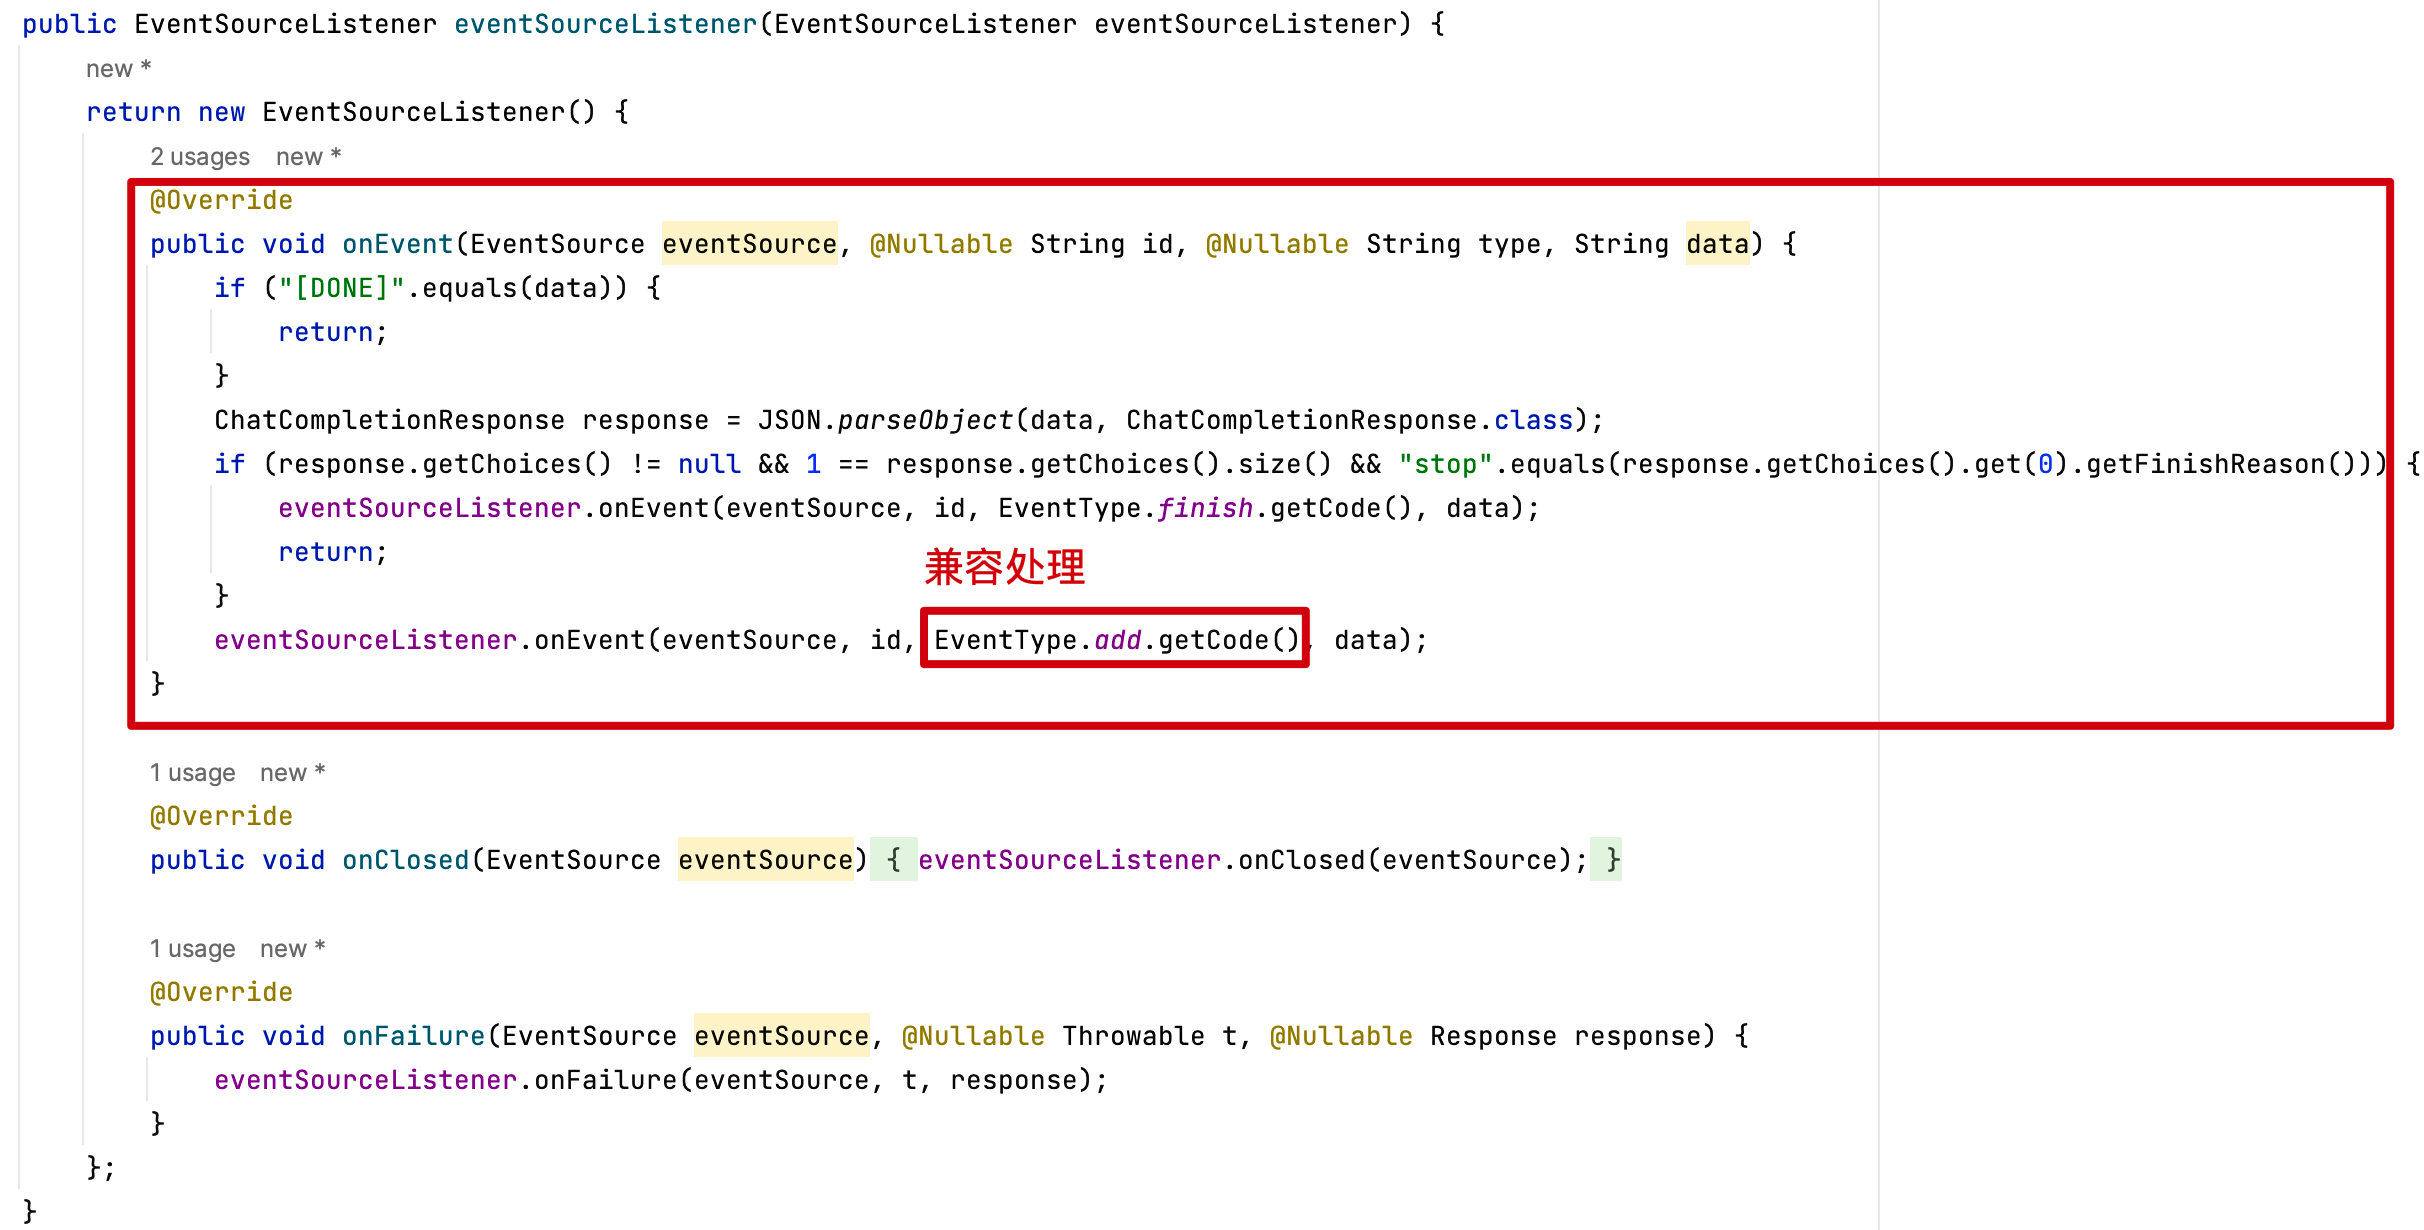 public EventSourceListener eventSourceListener(EventSourceListener eventSourceListener) {
new *
return new EventSourceListener() {
2 usages new *
@Override
public void onEvent(EventSource eventSource, @Nullable String id, @Nullable String type, String data) {
if ("[DONE]".equals(data)) {
return;
}
ChatCompletionResponse response = JSON.parseObject(data, ChatCompletionResponse.class);
if (response.getChoices() != null && 1 == response.getChoices().size() && "stop".equals(response.getChoices().get(0).getFinishReason())) {
eventSourceListener.onEvent(eventSource, id, EventType.finish.getCode(), data);
return;
兼容处理
}
eventSourceListener.onEvent(eventSource, id, EventType.add.getCode(), data);
}
1 usage new *
@Override
public void onClosed(EventSource eventSource) { eventSourceListener.onClosed(eventSource); }
1 usage new *
@Override
public void onFailure(EventSource eventSource, @Nullable Throwable t, @Nullable Response response) {
eventSourceListener.onFailure(eventSource, t, response);
}
};
}